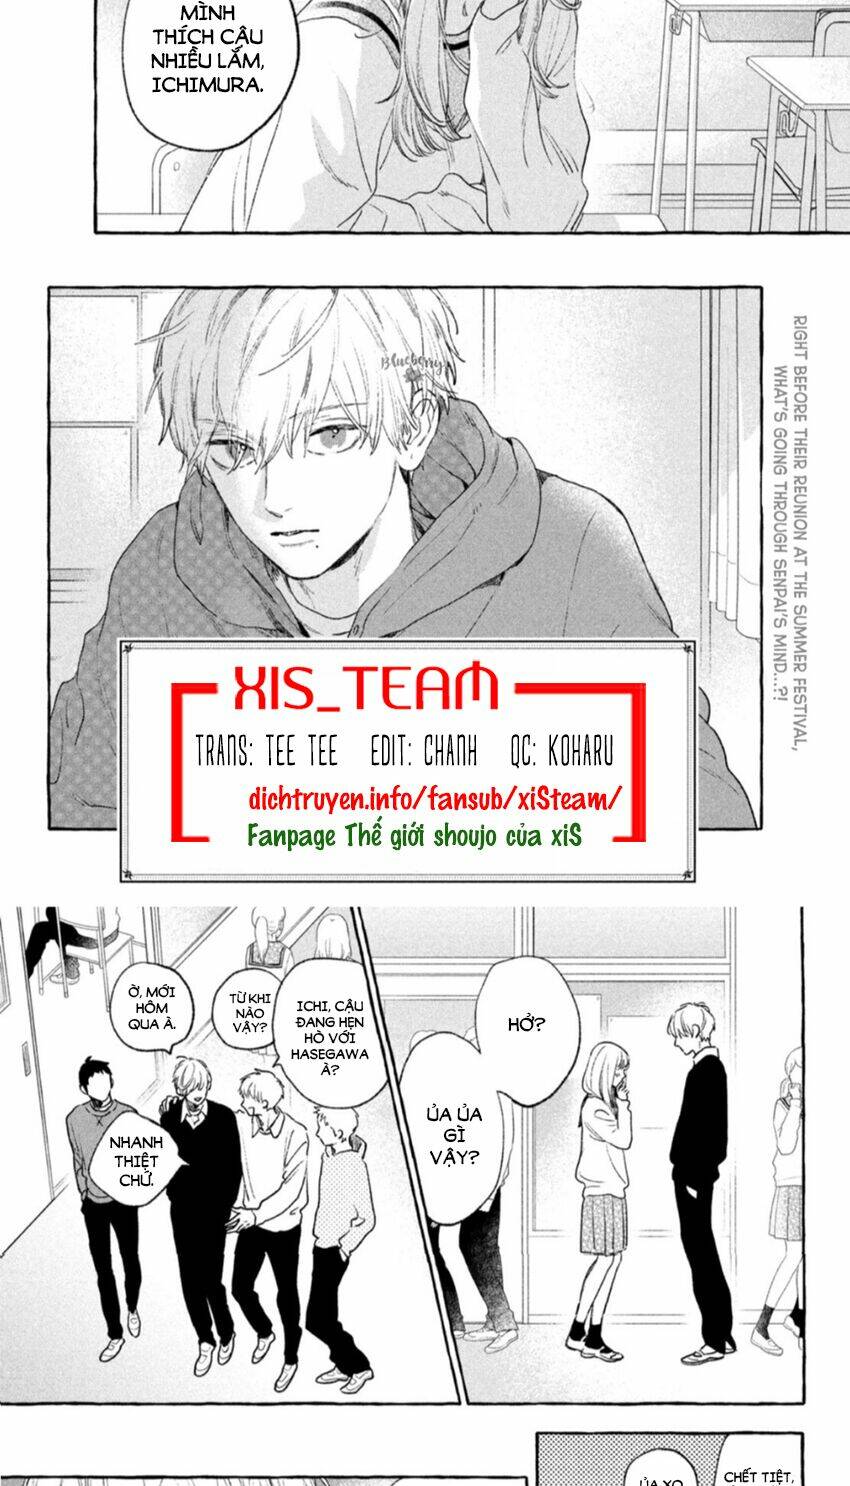 MÌNH
THÍCH CẬU
NHIỀU LẮM,
ICHIMURA.
Blueberry
RIGHT BEFORE THEIR REUNION AT THE SUMMER FESTIVAL,
WHAT'S GOING THROUGH SENPAI'S MIND...?!
XIS_TEAM
TRANS: TEE TEE EDIT: CHANH QC: KOHARU
dichtruyen.info/fansub/xiSteam/
Fanpage Thế giới shoujo của xiS
HỞ?
ỦA ỦA
GÌ
VẬY?
ICHI, CẬU
ĐANG HẸN
HÒ VỚI
HASEGAWA
À?
TỪ KHI
NÀO
VẬY?
Ờ, MỚI
HÔM
QUA À.
NHANH
THIỆT
CHỨ.
CHẾT TIỆT,
ỦA XO